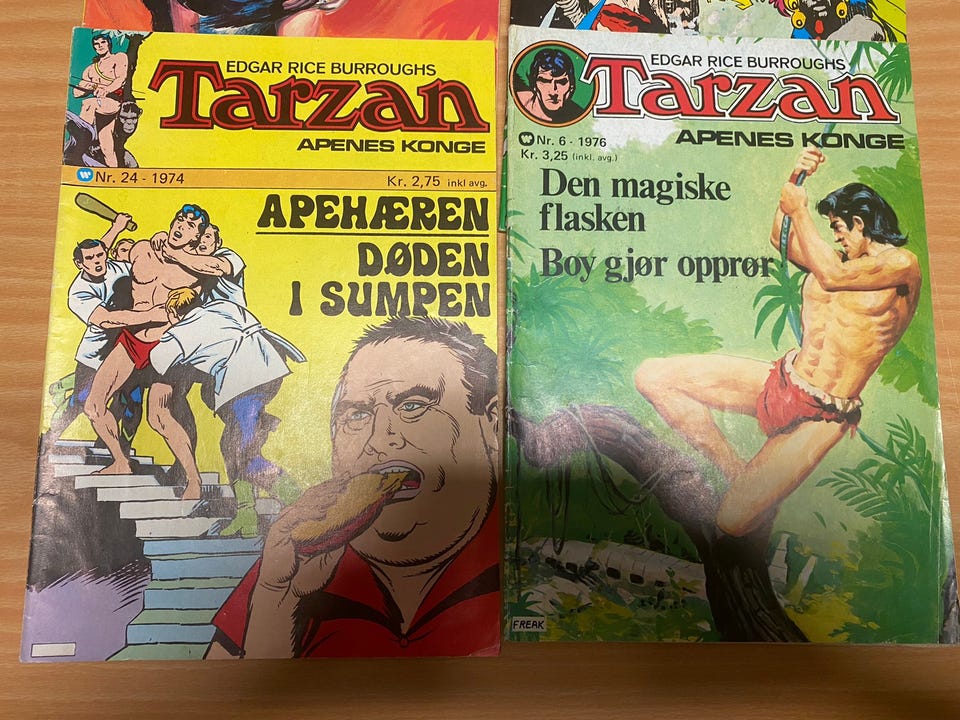 EDGAR RICE BURROUGHS
Tarzan
APENES KONGE
W Nr. 24 - 1974
Kr. 2,75 inkl avg.
APEHÆREN
DØDEN
I SUMPEN
EDGAR RICE BURROUGHS
Tarzan
APENES KONGE
W Nr. 6 - 1976
Kr. 3,25 (inkl. avg.)
Den magiske
flasken
Boy gjør opprør
FREAK